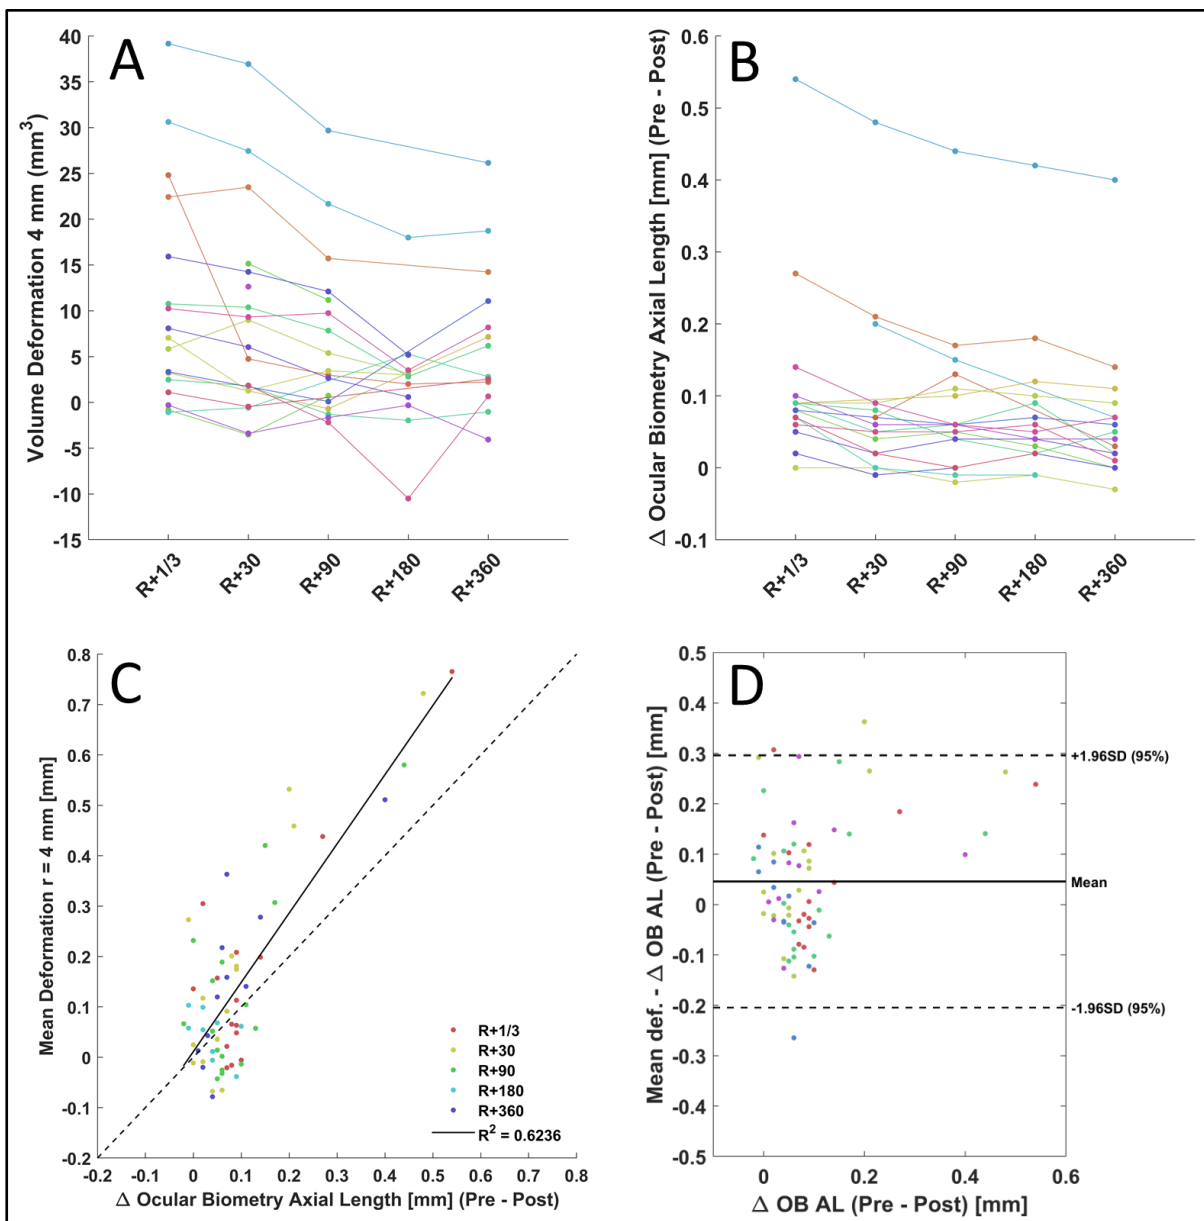 A
Volume Deformation 4 mm (mm³)
40
35
30
25
20
15
10
5
0
-5
-10
-15
R+1/3
R+30
R+90
R+180
R+360
B
Δ Ocular Biometry Axial Length [mm] (Pre - Post)
0.6
0.5
0.4
0.3
0.2
0.1
0
-0.1
R+1/3
R+30
R+90
R+180
R+360
C
Mean Deformation r = 4 mm [mm]
0.8
0.7
0.6
0.5
0.4
0.3
0.2
0.1
0
-0.1
-0.2
R+1/3
R+30
R+90
R+180
R+360
R² = 0.6236
-0.2 -0.1 0 0.1 0.2 0.3 0.4 0.5 0.6 0.7 0.8
Δ Ocular Biometry Axial Length [mm] (Pre - Post)
D
Mean def. - Δ OB AL (Pre - Post) [mm]
0.5
0.4
0.3
0.2
0.1
0
-0.1
-0.2
-0.3
-0.4
-0.5
+1.96SD (95%)
Mean
-1.96SD (95%)
0 0.2 0.4 0.6
Δ OB AL (Pre - Post) [mm]